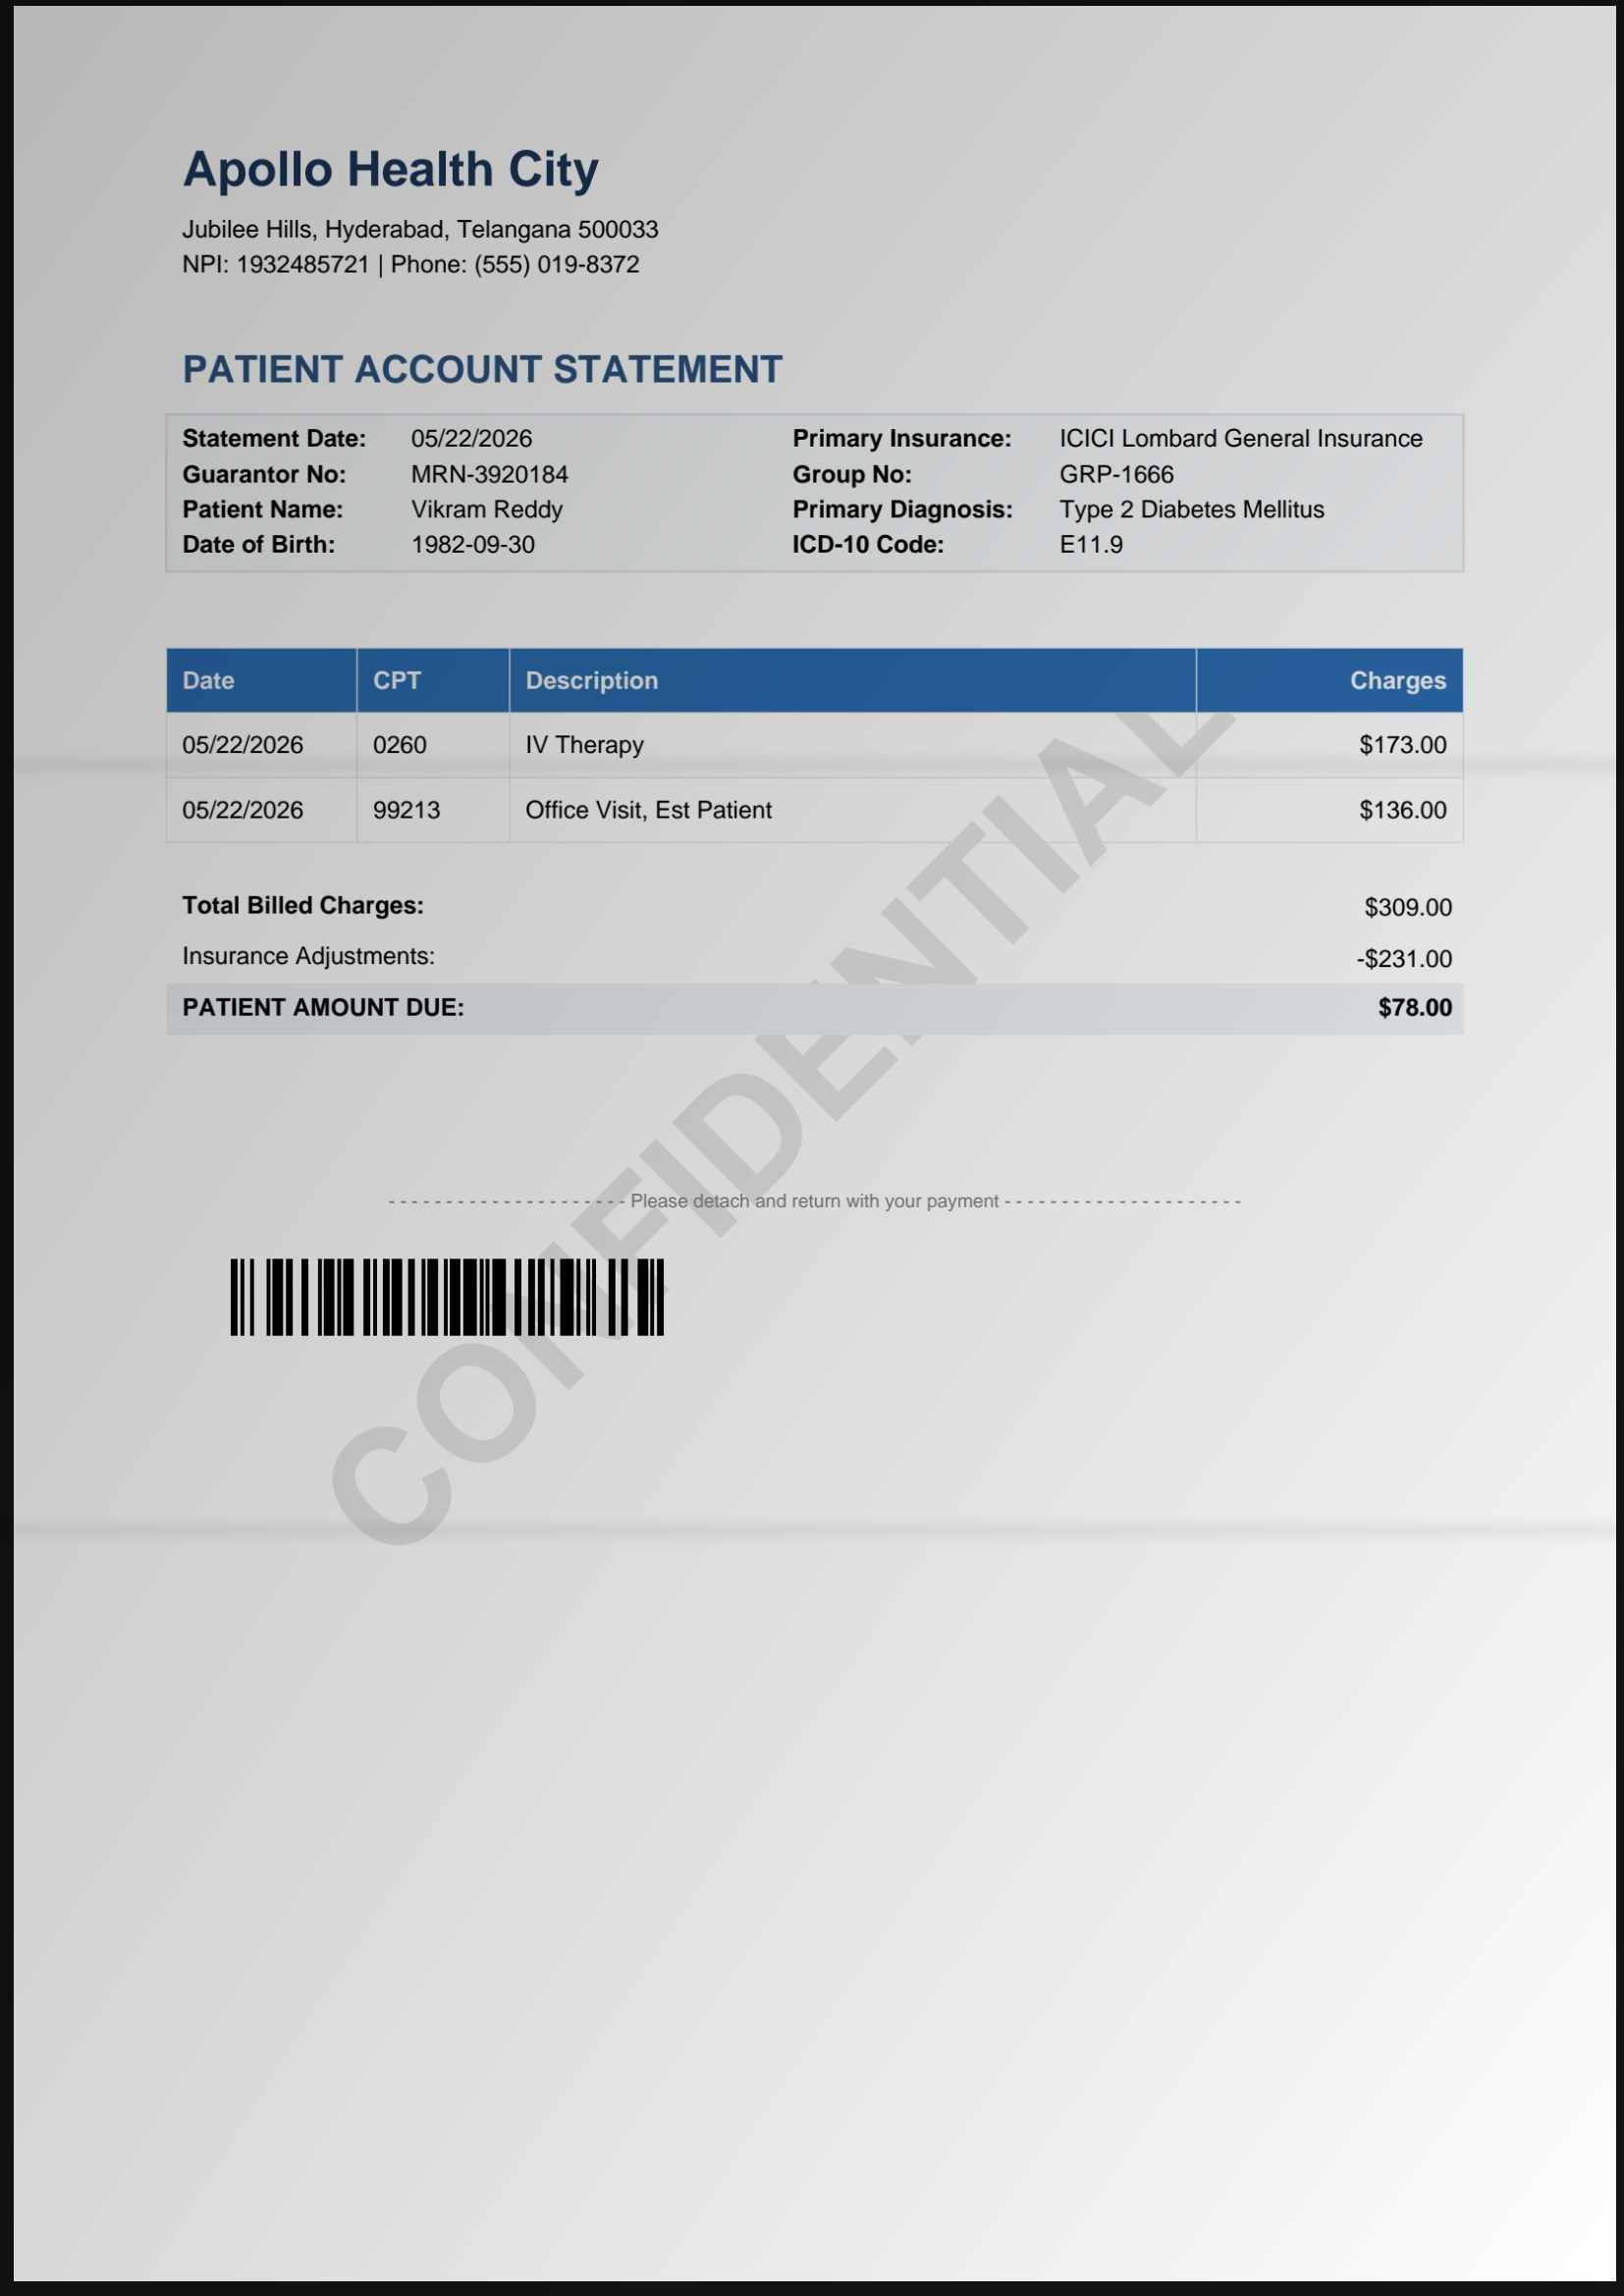 Apollo Health City
Jubilee Hills, Hyderabad, Telangana 500033
NPI: 1932485721 | Phone: (555) 019-8372
PATIENT ACCOUNT STATEMENT
Statement Date: 05/22/2026 Primary Insurance: ICICI Lombard General Insurance
Guarantor No: MRN-3920184 Group No: GRP-1666
Patient Name: Vikram Reddy Primary Diagnosis: Type 2 Diabetes Mellitus
Date of Birth: 1982-09-30 ICD-10 Code: E11.9
Date CPT Description Charges
05/22/2026 0260 IV Therapy $173.00
05/22/2026 99213 Office Visit, Est Patient $136.00
Total Billed Charges: $309.00
Insurance Adjustments: -$231.00
PATIENT AMOUNT DUE: $78.00
- - - - - - - - - - - - - - - - - - - - - Please detach and return with your payment - - - - - - - - - - - - - - - - - - - - -
CONFIDENTIAL